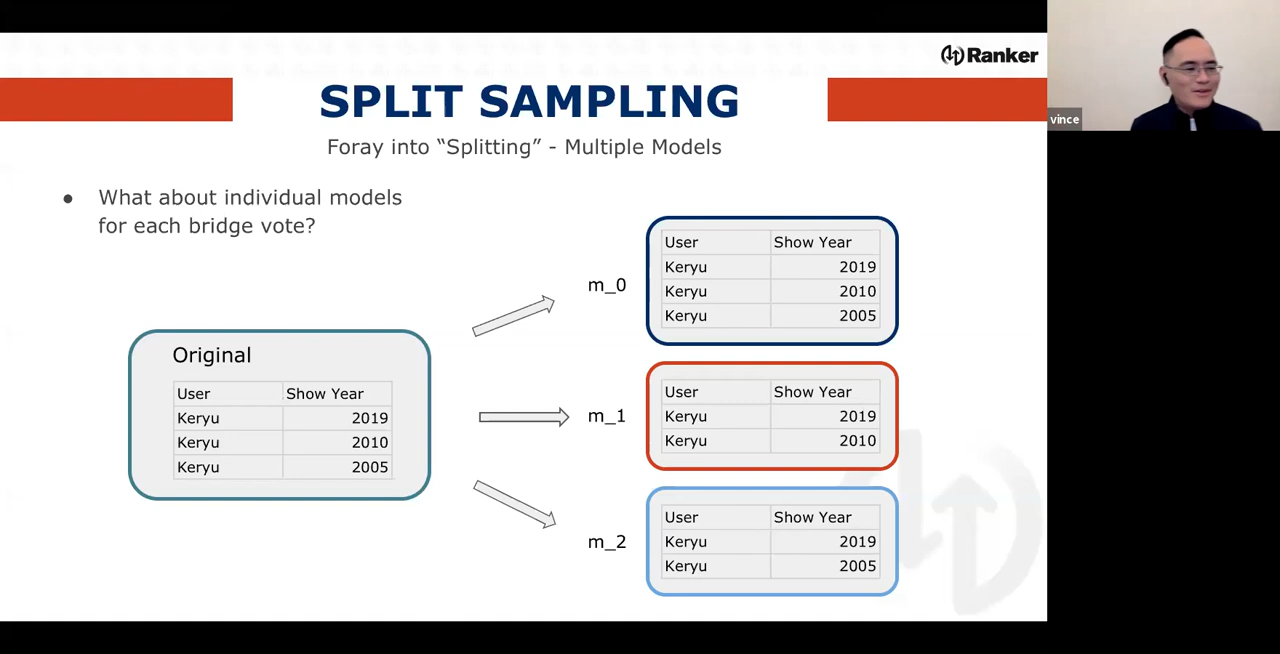 Ranker
SPLIT SAMPLING
Foray into “Splitting” - Multiple Models
vince
● What about individual models
for each bridge vote?
Original
User Show Year
Keryu 2019
Keryu 2010
Keryu 2005
m_0
User Show Year
Keryu 2019
Keryu 2010
Keryu 2005
m_1
User Show Year
Keryu 2019
Keryu 2010
m_2
User Show Year
Keryu 2019
Keryu 2005